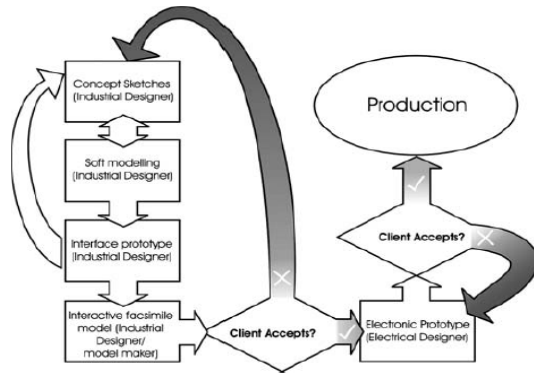 Concept Sketches
(Industrial Designer)
Soft modelling
(Industrial Designer)
Interface prototype
(Industrial Designer)
Interactive facsimile
model (Industrial
Designer/
model maker)
Client Accepts?
Electronic Prototype
(Electrical Designer)
Client Accepts?
Production